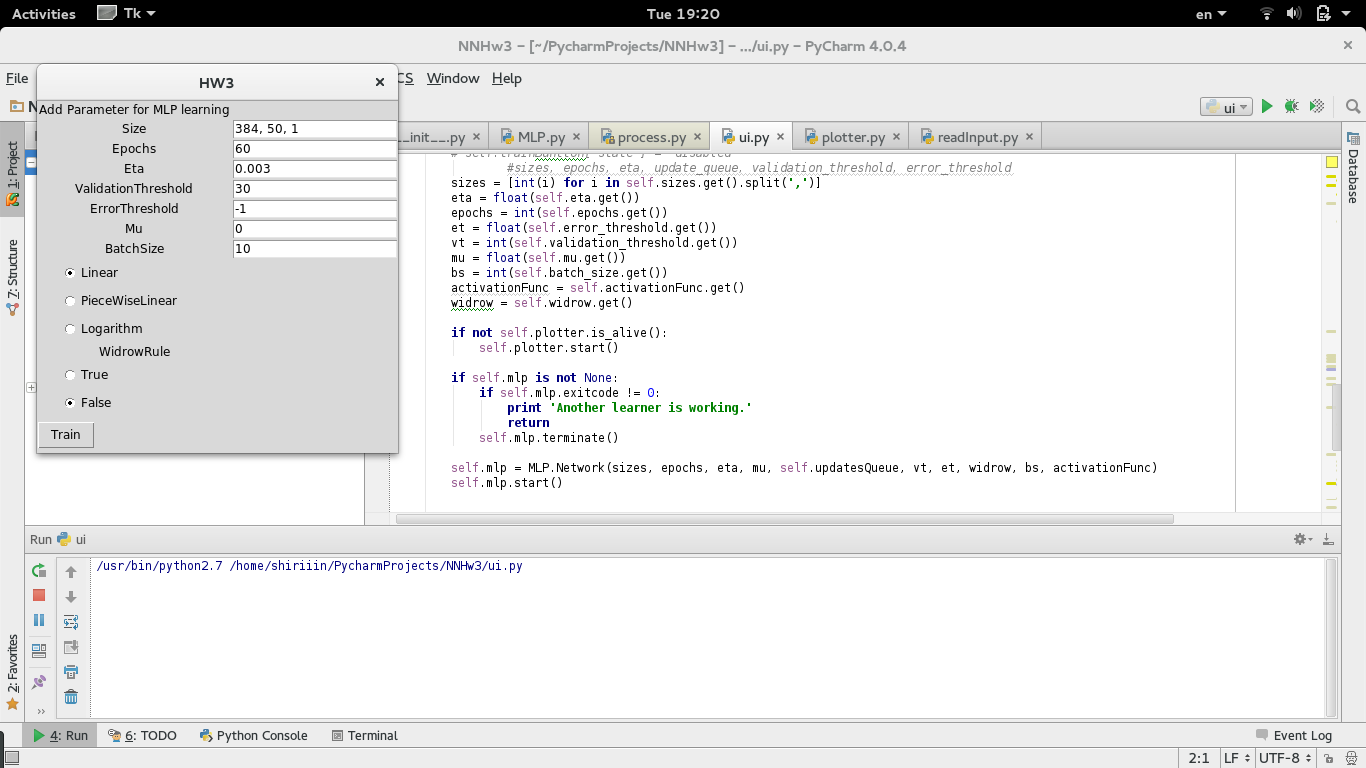 Activities Tk Tue 19:20 en
NNHw3 – [~/PycharmProjects/NNHw3] – .../ui.py – PyCharm 4.0.4
File CS Window Help
ui
HW3
Add Parameter for MLP learning
Size 384, 50, 1
Epochs 60
Eta 0.003
ValidationThreshold 30
ErrorThreshold -1
Mu 0
BatchSize 10
Linear
PieceWiseLinear
Logarithm
WidrowRule
True
False
Train
1: Project
7: Structure
2: Favorites
__init__.py MLP.py process.py ui.py plotter.py readInput.py
#sizes, epochs, eta, update_queue, validation_threshold, error_threshold
sizes = [int(i) for i in self.sizes.get().split(',')]
eta = float(self.eta.get())
epochs = int(self.epochs.get())
et = float(self.error_threshold.get())
vt = int(self.validation_threshold.get())
mu = float(self.mu.get())
bs = int(self.batch_size.get())
activationFunc = self.activationFunc.get()
widrow = self.widrow.get()
if not self.plotter.is_alive():
self.plotter.start()
if self.mlp is not None:
if self.mlp.exitcode != 0:
print 'Another learner is working.'
return
self.mlp.terminate()
self.mlp = MLP.Network(sizes, epochs, eta, mu, self.updatesQueue, vt, et, widrow, bs, activationFunc)
self.mlp.start()
Database
Run ui
/usr/bin/python2.7 /home/shiriiin/PycharmProjects/NNHw3/ui.py
4: Run 6: TODO Python Console Terminal Event Log
2:1 LF UTF-8